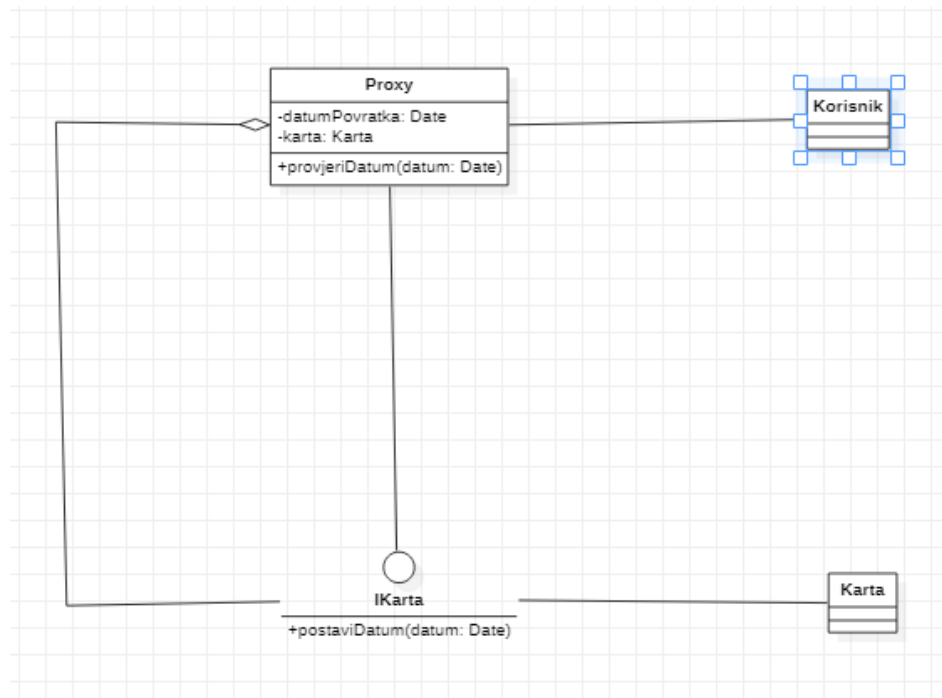 Proxy
-datumPovratka: Date
-karta: Karta
+provjeriDatum(datum: Date)
Korisnik
IKarta
+postaviDatum(datum: Date)
Karta